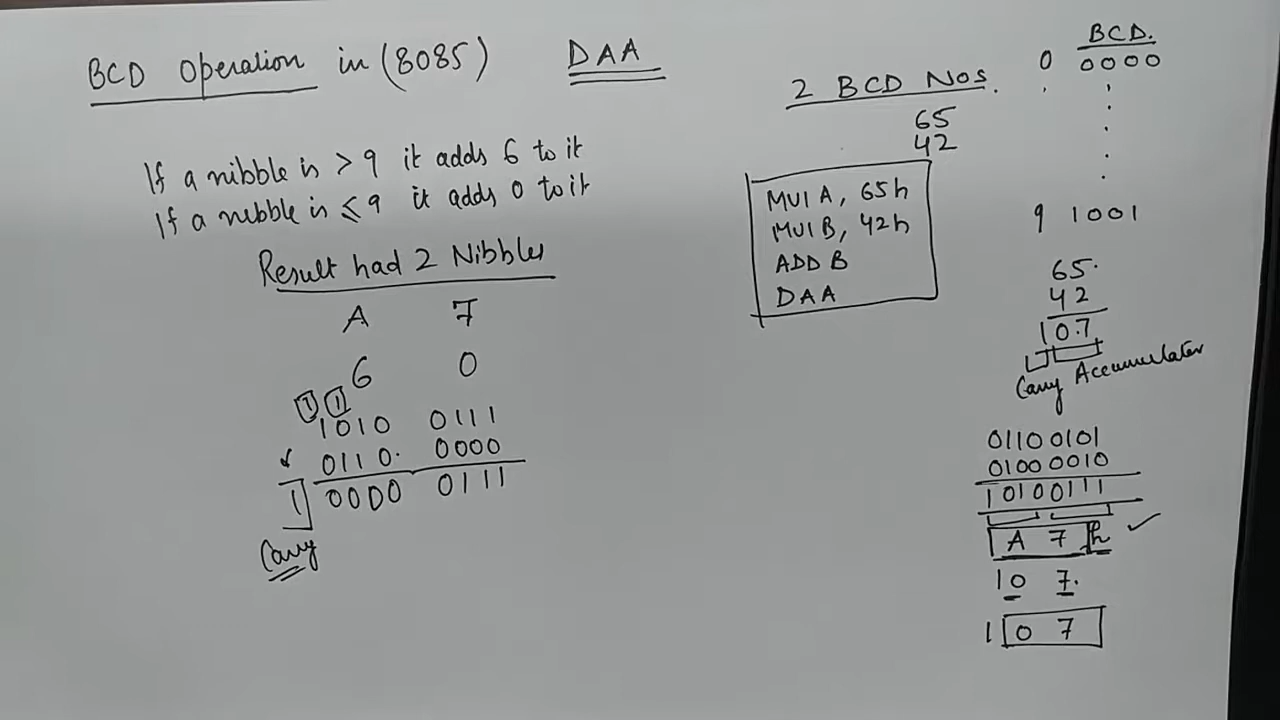 BCD Operation in (8085) DAA
If a nibble is > 9 it adds 6 to it
If a nibble is ≤ 9 it adds 0 to it
Result had 2 Nibbles
A 7
6 0
1 1
1010 0111
0110. 0000
1 0000 0111
Carry
2 BCD Nos.
65
42
MVI A, 65h
MVI B, 42h
ADD B
DAA
BCD.
0 0000
9 1001
65.
42
10.7
Carry Accumulator
01100101
01000010
10100111
A 7 h ✓
10 7.
1 0 7